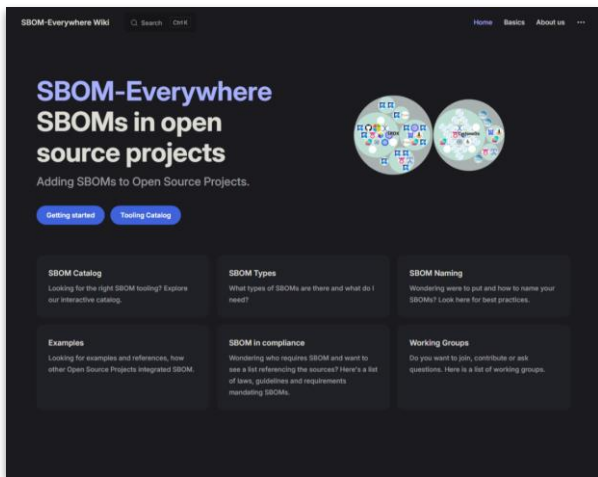 SBOM-Everywhere Wiki
Search Ctrl K
Home Basics About us
SBOM-Everywhere
SBOMs in open
source projects
Adding SBOMs to Open Source Projects.
Getting started
Tooling Catalog
SBOM Catalog
Looking for the right SBOM tooling? Explore
our interactive catalog.
SBOM Types
What types of SBOMs are there and what do I
need?
SBOM Naming
Wondering were to put and how to name your
SBOMs? Look here for best practices.
Examples
Looking for examples and references, how
other Open Source Projects integrated SBOM.
SBOM in compliance
Wondering who requires SBOM and want to
see a list referencing the sources? Here's a list
of laws, guidelines and requirements
mandating SBOMs.
Working Groups
Do you want to join, contribute or ask
questions. Here is a list of working groups.